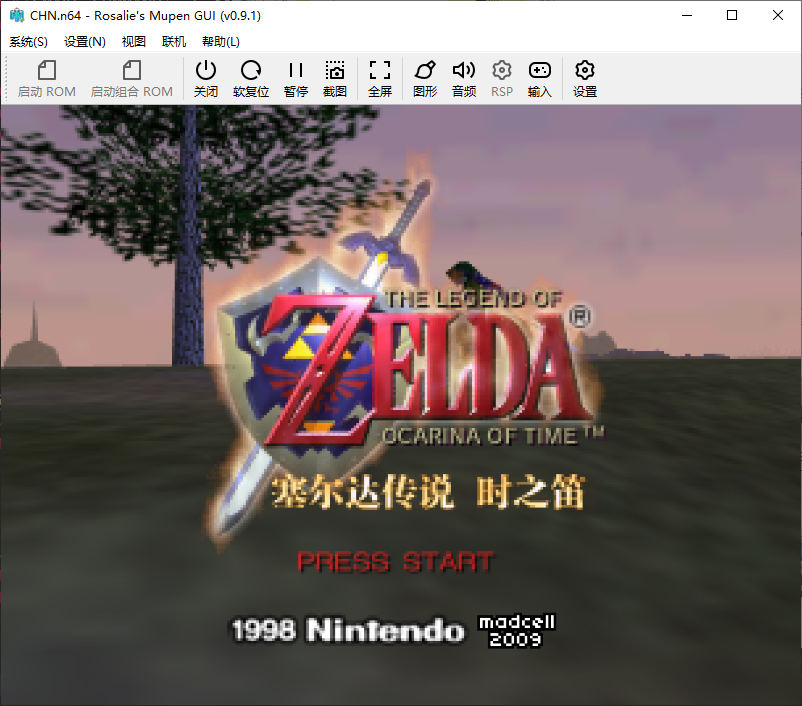 CHN.n64 - Rosalie's Mupen GUI (v0.9.1)
系统(S) 设置(N) 视图 联机 帮助(L)
启动 ROM 启动组合 ROM 关闭 软复位 暂停 截图 全屏 图形 音频 RSP 输入 设置
THE LEGEND OF
ZELDA®
OCARINA OF TIME™
塞尔达传说 时之笛
PRESS START
1998 Nintendo madcell
2009